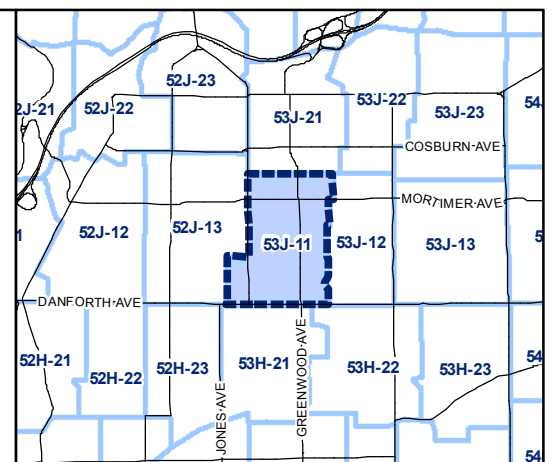 52J-23
2J-21
52J-22
53J-21
53J-22
53J-23
54J
COSBURN AVE
MORTIMER AVE
1
52J-12
52J-13
53J-11
53J-12
53J-13
5
DANFORTH AVE
52H-21
52H-22
52H-23
53H-21
53H-22
53H-23
54
JONES AVE
GREENWOOD AVE
54